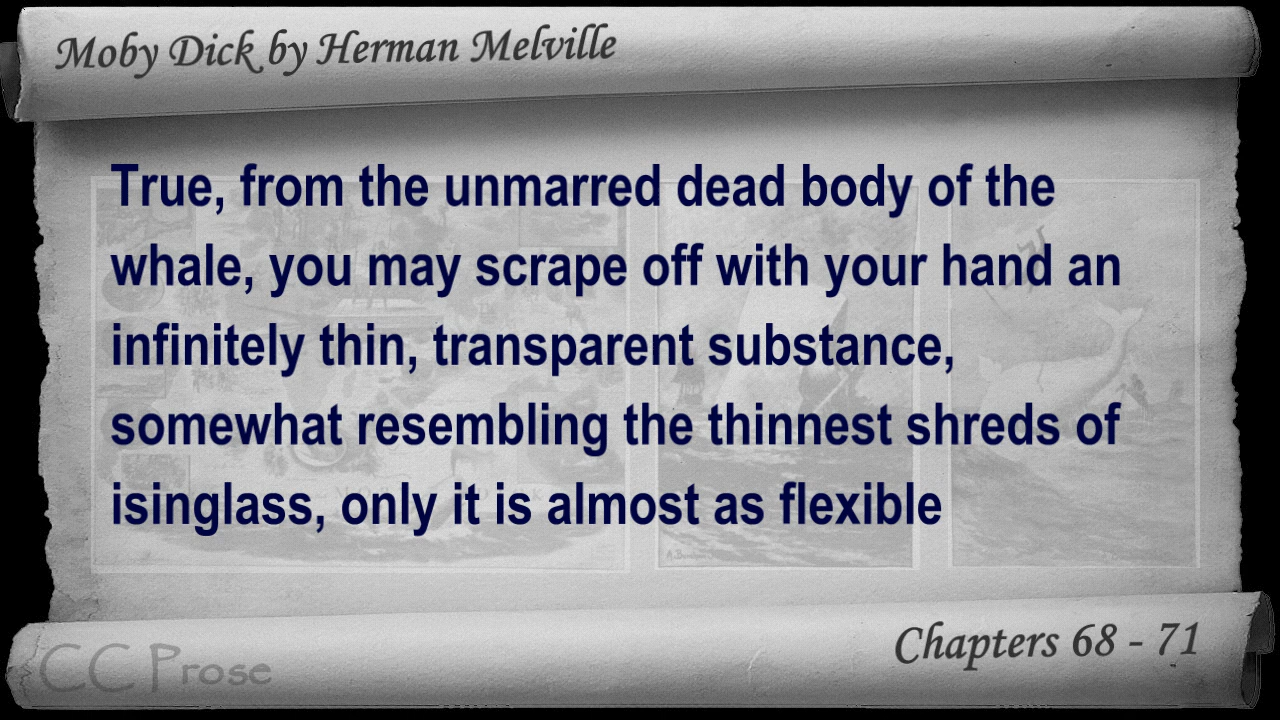 Moby Dick by Herman Melville
True, from the unmarred dead body of the
whale, you may scrape off with your hand an
infinitely thin, transparent substance,
somewhat resembling the thinnest shreds of
isinglass, only it is almost as flexible
Chapters 68 - 71
CC Prose